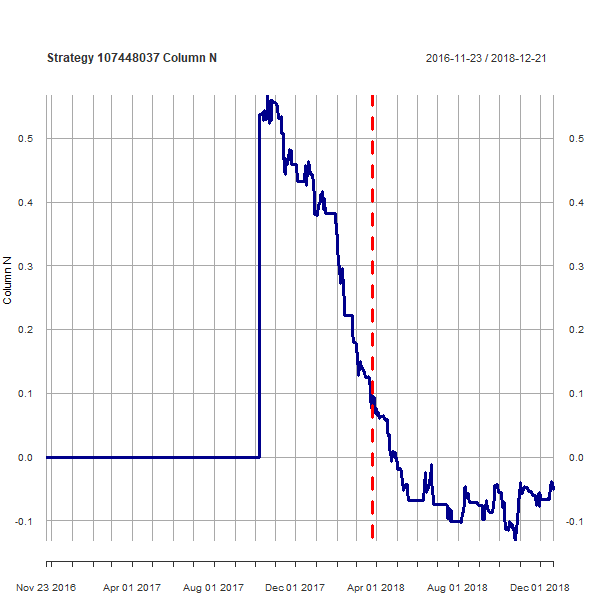 Strategy 107448037 Column N
2016-11-23 / 2018-12-21
Column N
0.5
0.4
0.3
0.2
0.1
0.0
-0.1
0.5
0.4
0.3
0.2
0.1
0.0
-0.1
Nov 23 2016
Apr 01 2017
Aug 01 2017
Dec 01 2017
Apr 01 2018
Aug 01 2018
Dec 01 2018